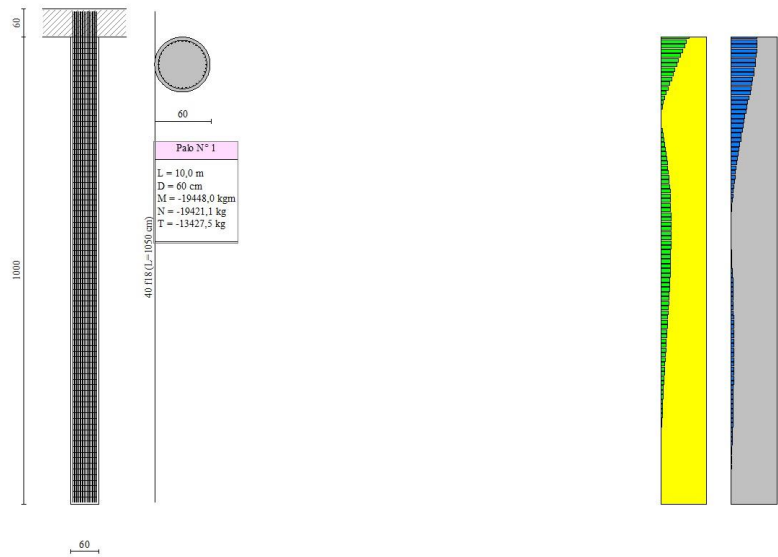 60
60
Palo N° 1
L = 10,0 m
D = 60 cm
M = -19448,0 kgm
N = -19421,1 kg
T = -13427,5 kg
40 f18 (L=1050 cm)
1000
60